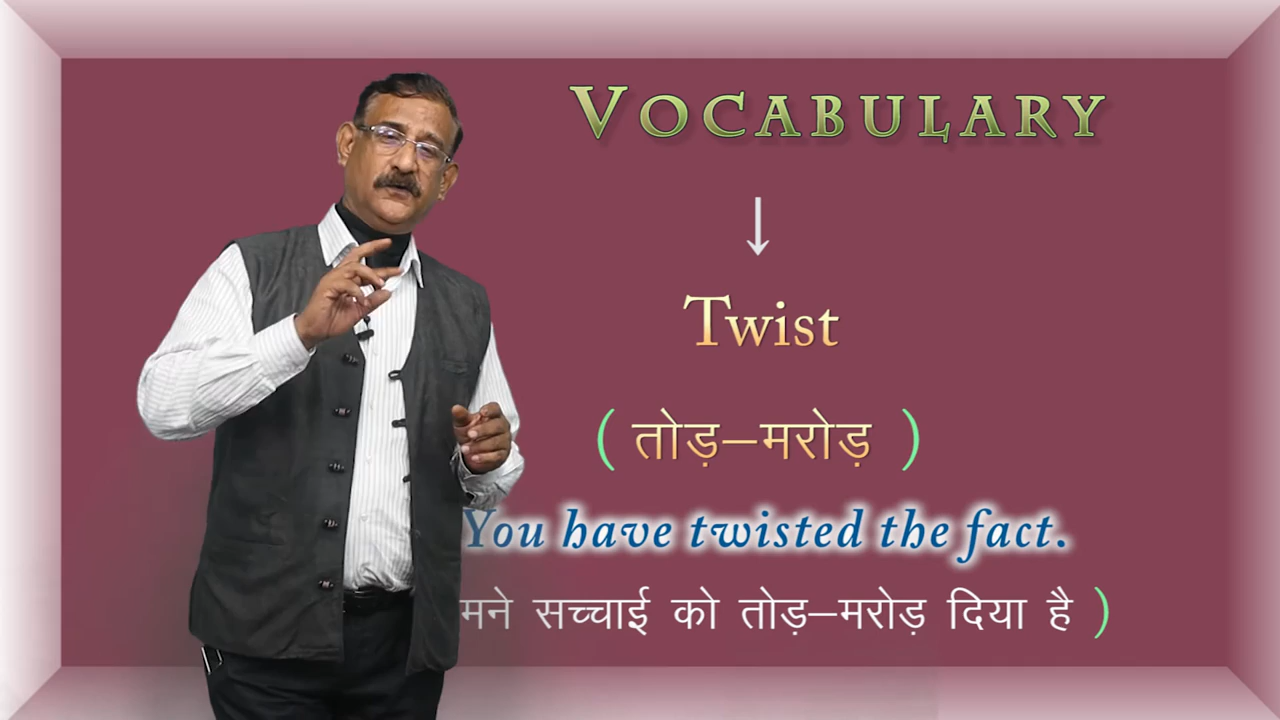 VOCABULARY
↓
Twist
( तोड़–मरोड़ )
You have twisted the fact.
सच्चाई को तोड़–मरोड़ दिया है )